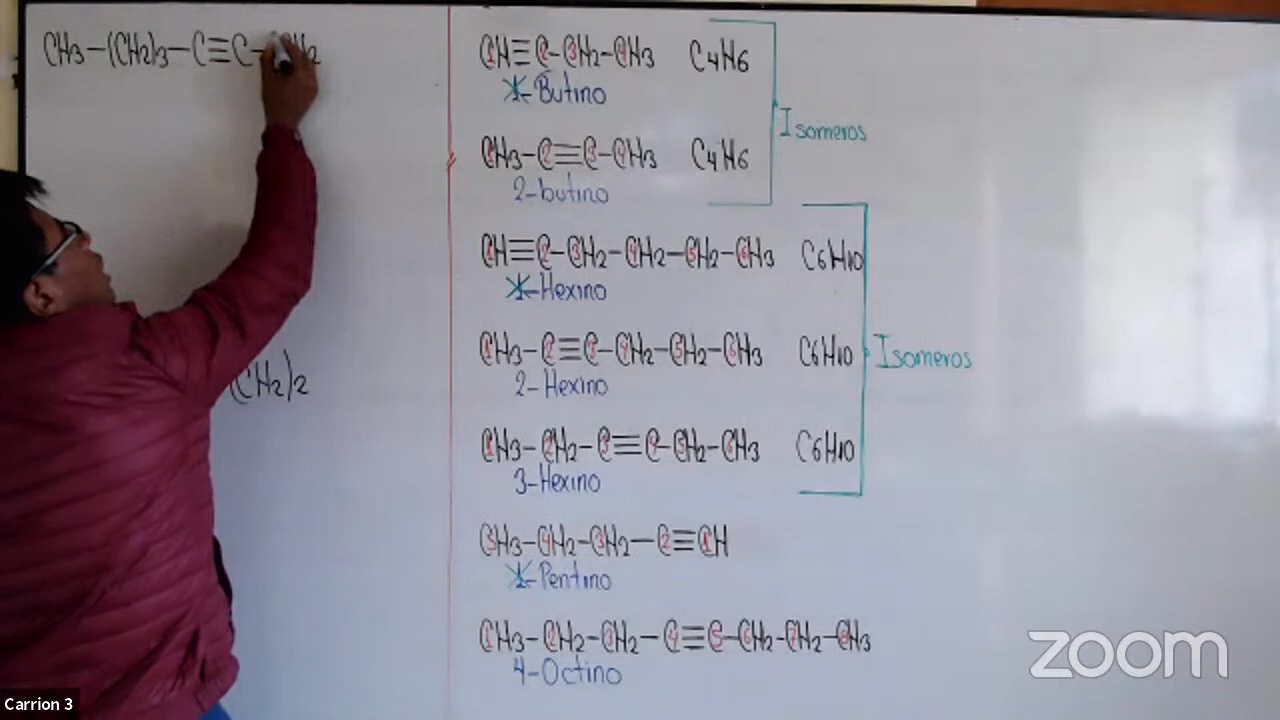 CH3-(CH2)3-C≡C-(CH2
(CH2)2
CH≡C-CH2-CH3 C4H6
1-Butino
CH3-C≡C-CH3 C4H6
2-butino
Isomeros
CH≡C-CH2-CH2-CH2-CH3 C6H10
1-Hexino
CH3-C≡C-CH2-CH2-CH3 C6H10
2-Hexino
CH3-CH2-C≡C-CH2-CH3 C6H10
3-Hexino
Isomeros
CH3-CH2-CH2-C≡CH
1-Pentino
CH3-CH2-CH2-C≡C-CH2-CH2-CH3
4-Octino
zoom
Carrion 3